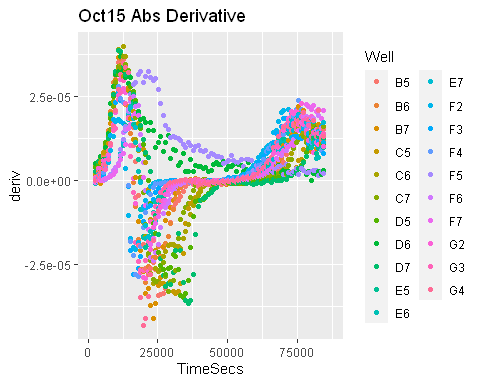 Oct15 Abs Derivative
deriv
2.5e-05
0.0e+00
-2.5e-05
0 25000 50000 75000
TimeSecs
Well
B5 E7
B6 F2
B7 F3
C5 F4
C6 F5
C7 F6
D5 F7
D6 G2
D7 G3
E5 G4
E6